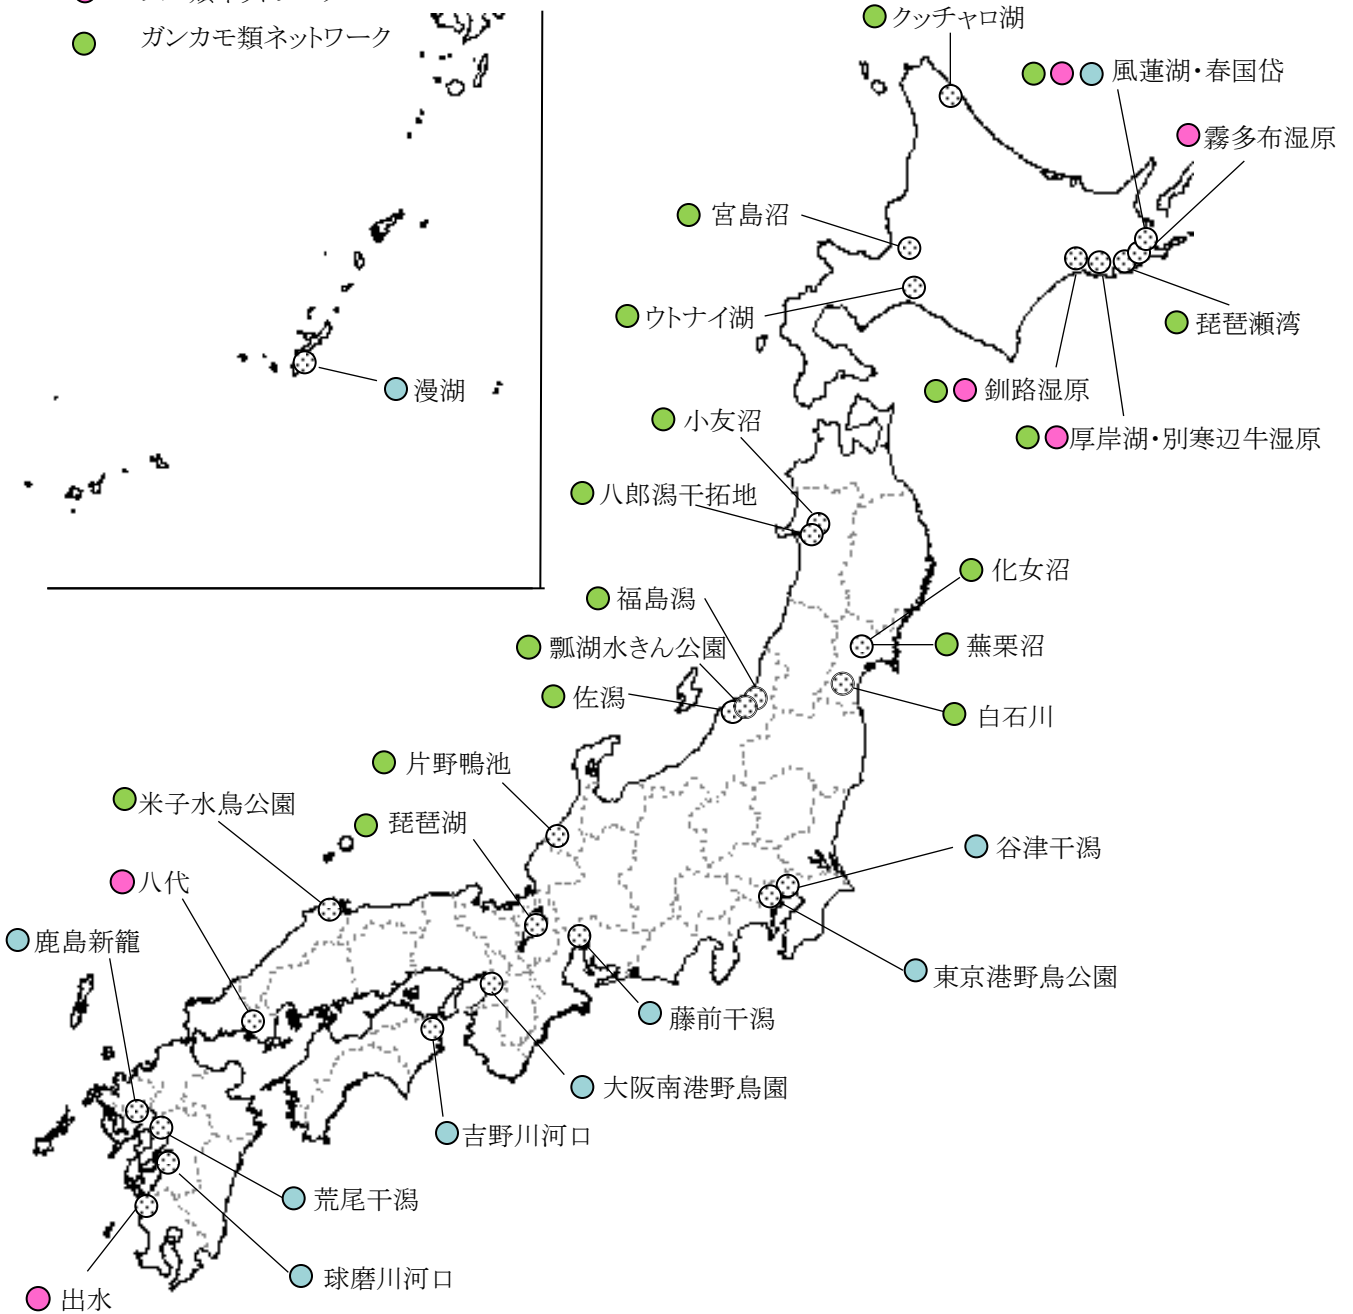 ガンカモ類ネットワーク
クッチャロ湖
風蓮湖・春国岱
霧多布湿原
宮島沼
ウトナイ湖
琵琶瀬湾
釧路湿原
漫湖
小友沼
厚岸湖・別寒辺牛湿原
八郎潟干拓地
化女沼
福島潟
瓢湖水きん公園
蕪栗沼
佐潟
白石川
片野鴨池
米子水鳥公園
琵琶湖
谷津干潟
八代
鹿島新籠
東京港野鳥公園
藤前干潟
大阪南港野鳥園
吉野川河口
荒尾干潟
球磨川河口
出水